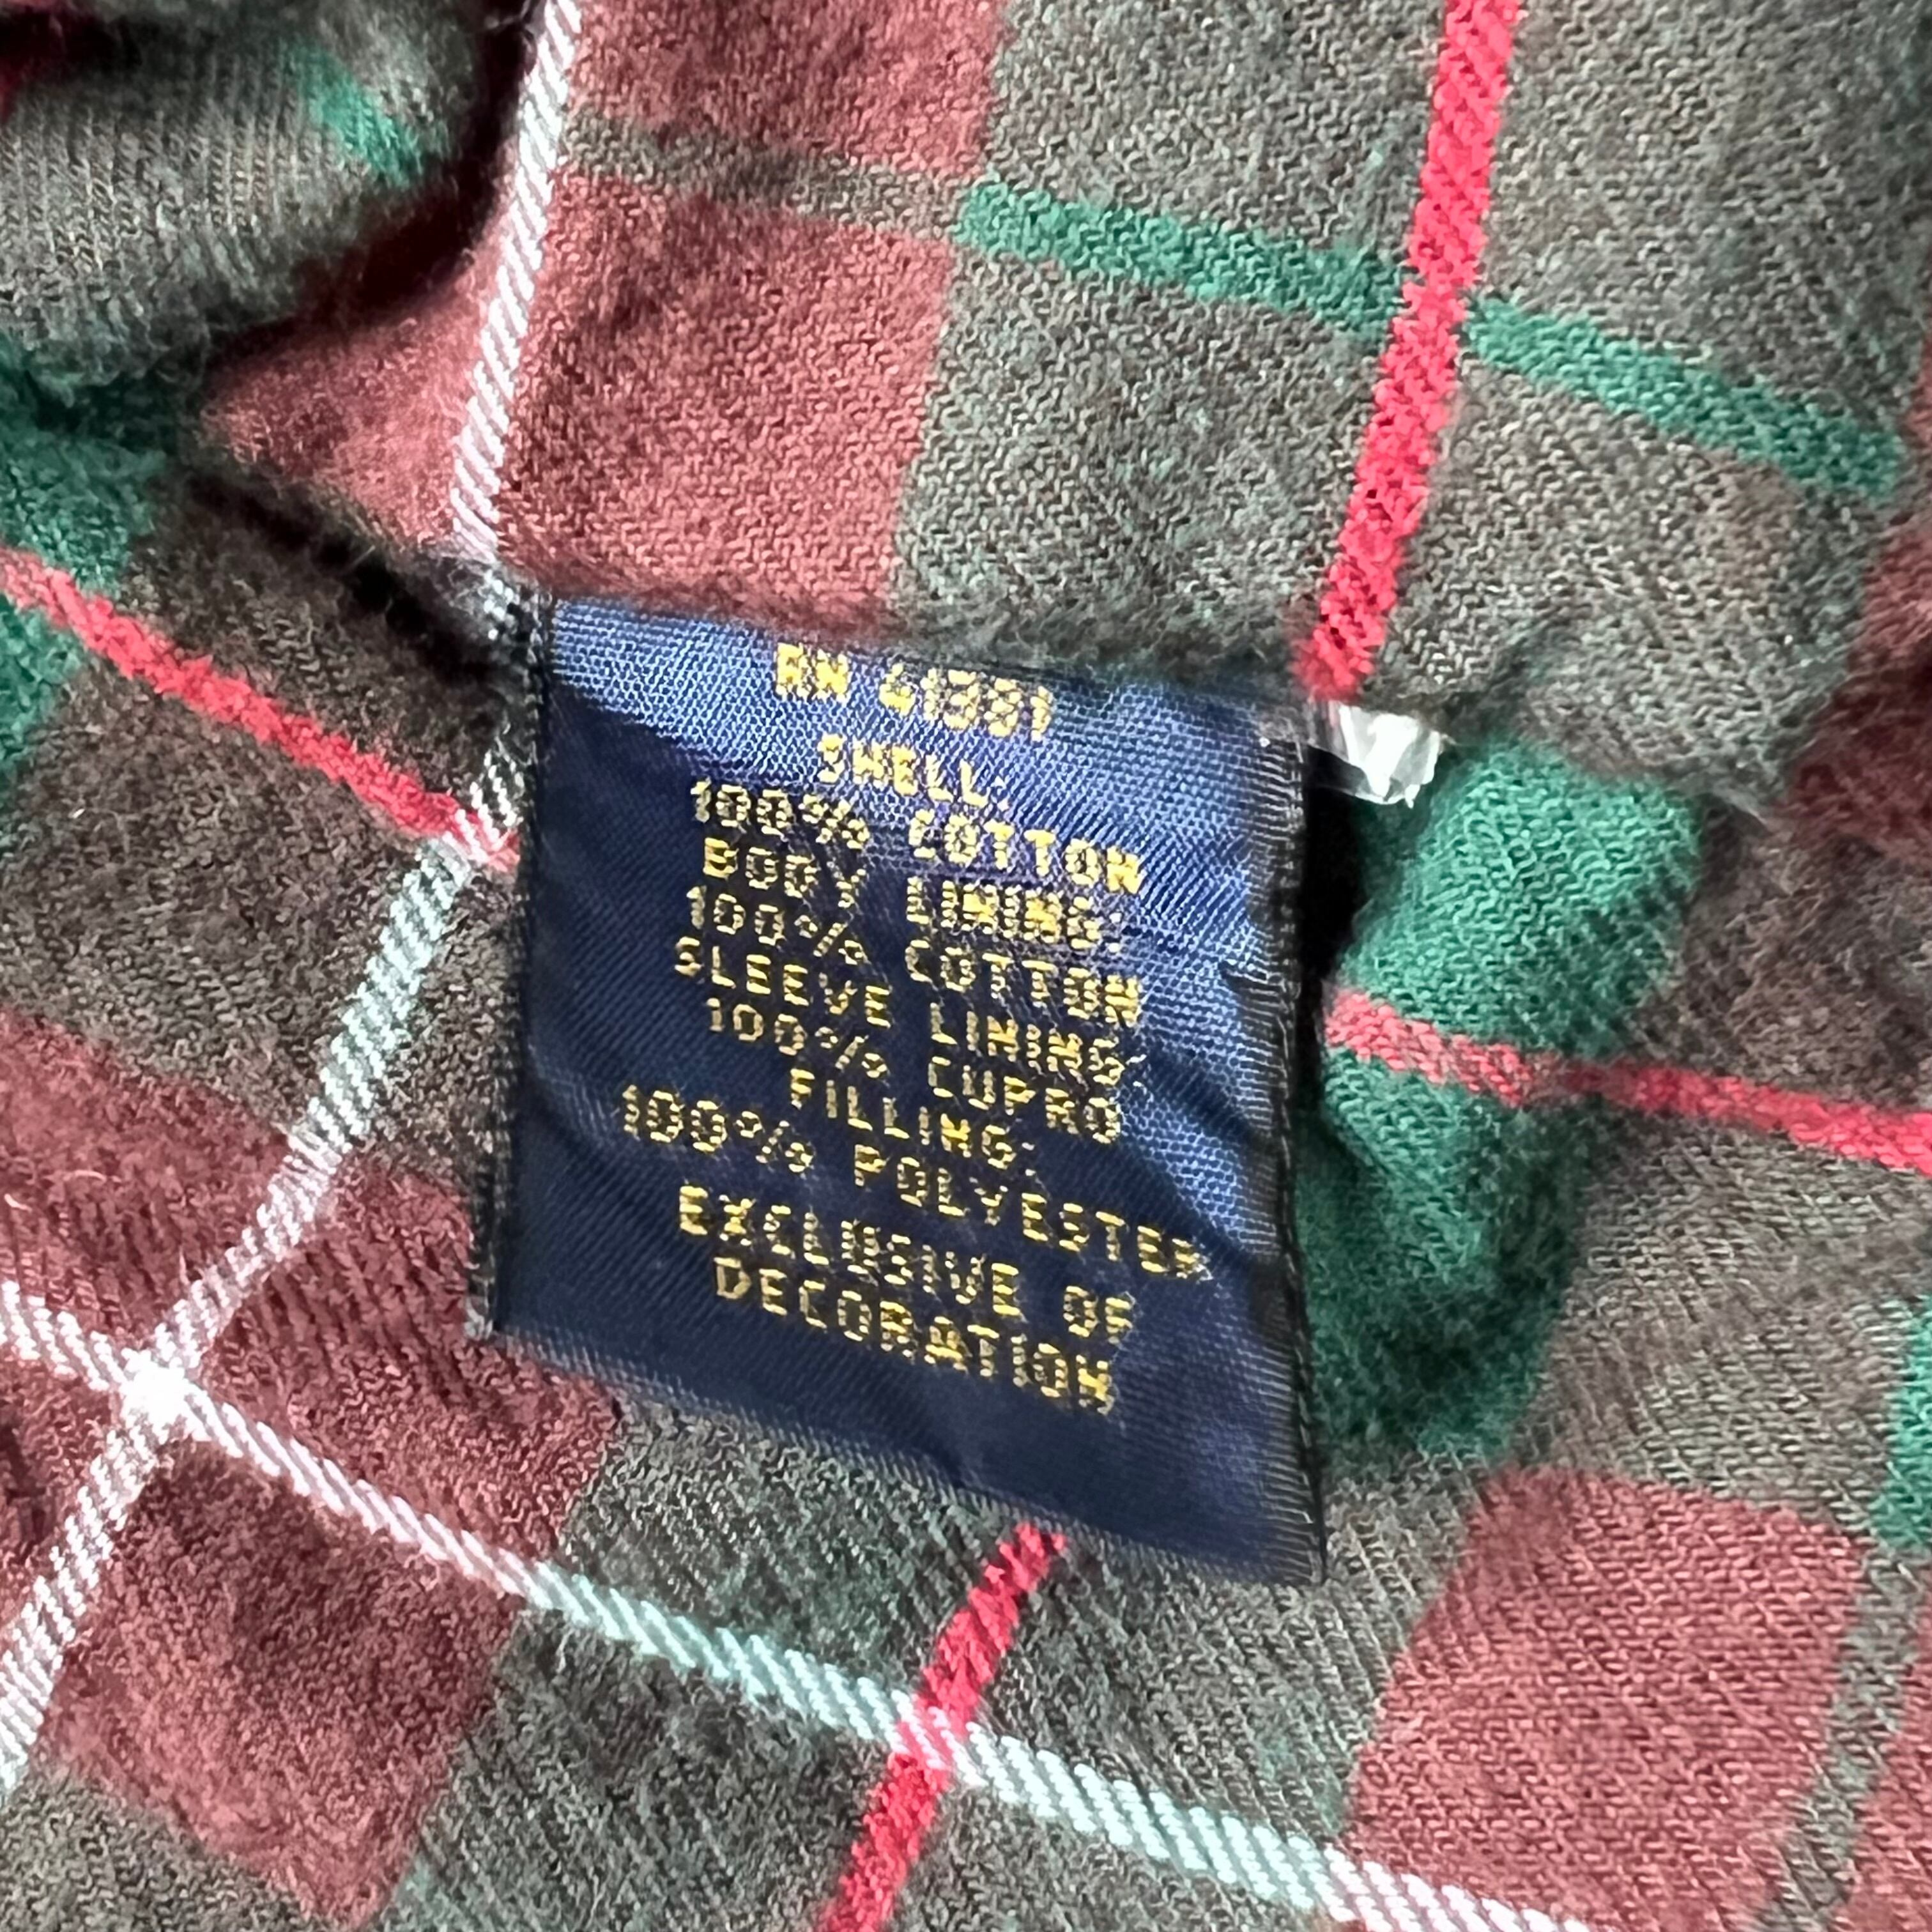 RN 41381
SHELL:
100% COTTON
BODY LINING:
100% COTTON
SLEEVE LINING:
100% CUPRO
FILLING:
100% POLYESTER
EXCLUSIVE OF
DECORATION